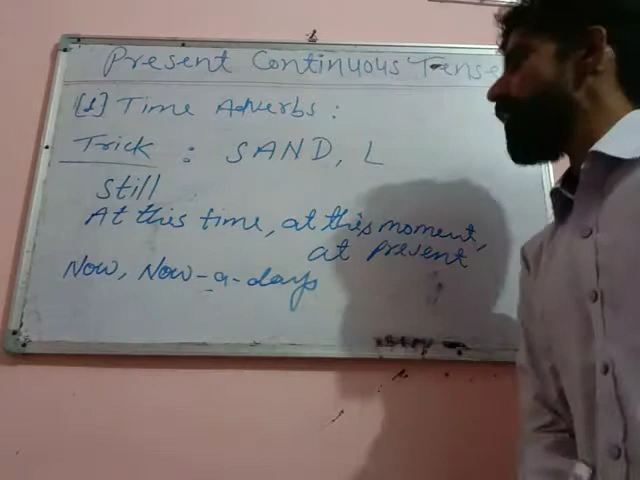 Present Continuous Tense
[1] Time Adverbs:
Trick : SAND, L
Still
At this time, at this moment,
at present
Now, Now-a-days